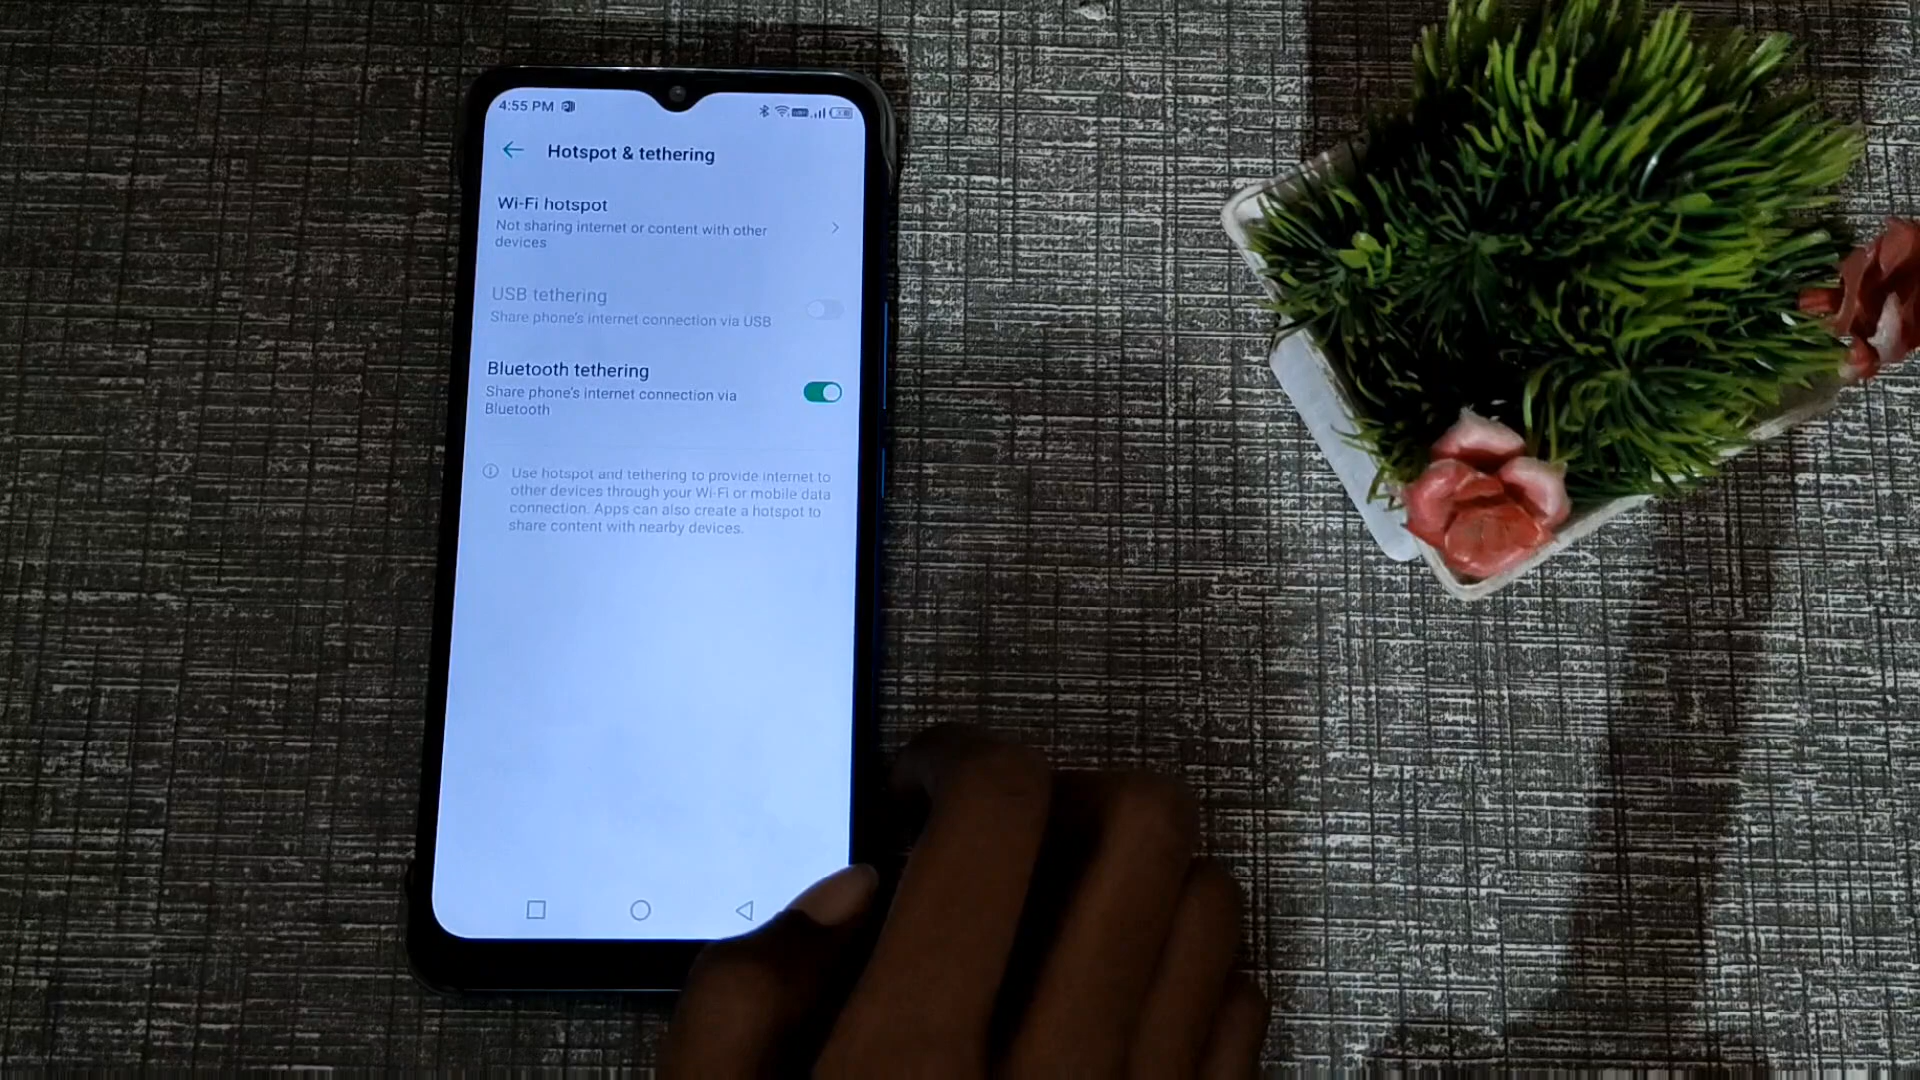 4:55 PM
Hotspot & tethering
Wi-Fi hotspot
Not sharing internet or content with other
devices
USB tethering
Share phone's internet connection via USB
Bluetooth tethering
Share phone's internet connection via
Bluetooth
Use hotspot and tethering to provide internet to
other devices through your Wi-Fi or mobile data
connection. Apps can also create a hotspot to
share content with nearby devices.